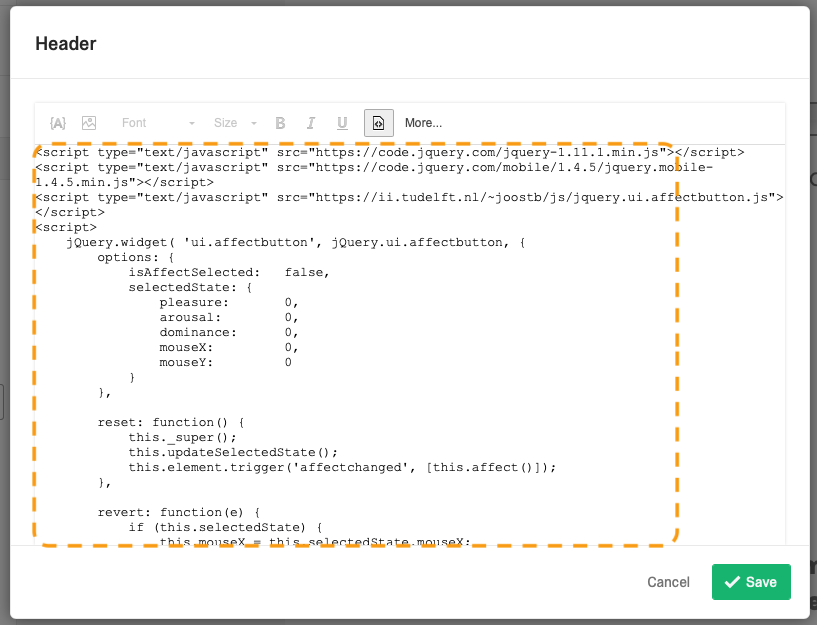 Header
{A} Font Size B I U More...
<script type="text/javascript" src="https://code.jquery.com/jquery-1.11.1.min.js"></script>
<script type="text/javascript" src="https://code.jquery.com/mobile/1.4.5/jquery.mobile-
1.4.5.min.js"></script>
<script type="text/javascript" src="https://ii.tudelft.nl/~joostb/js/jquery.ui.affectbutton.js">
</script>
<script>
    jQuery.widget( 'ui.affectbutton', jQuery.ui.affectbutton, {
        options: {
            isAffectSelected:   false,
            selectedState: {
                pleasure:       0,
                arousal:        0,
                dominance:      0,
                mouseX:         0,
                mouseY:         0
            }
        },

        reset: function() {
            this._super();
            this.updateSelectedState();
            this.element.trigger('affectchanged', [this.affect()]);
        },

        revert: function(e) {
            if (this.selectedState) {
                this.mouseX = this.selectedState.mouseX;
Cancel Save